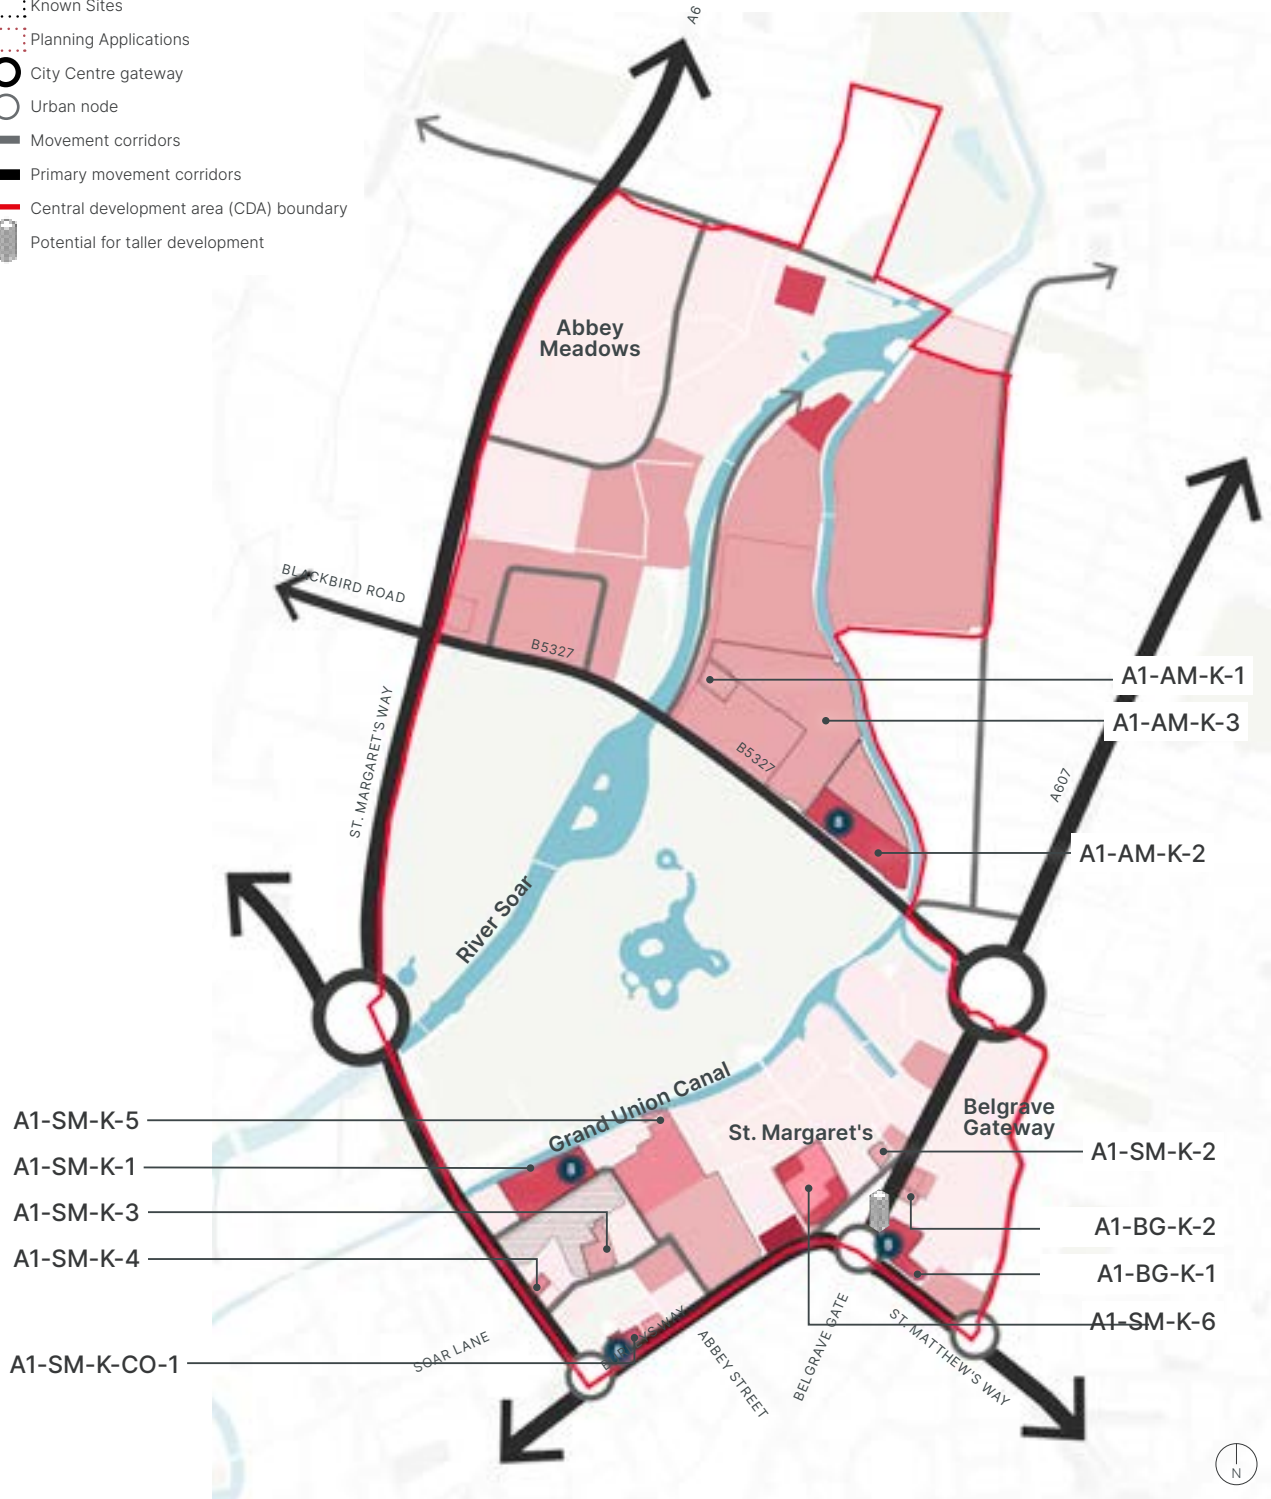 Known Sites
Planning Applications
City Centre gateway
Urban node
Movement corridors
Primary movement corridors
Central development area (CDA) boundary
Potential for taller development
A6
Abbey
Meadows
BLACKBIRD ROAD
B5327
ST. MARGARET'S WAY
B5327
A1-AM-K-1
A1-AM-K-3
A607
A1-AM-K-2
River Soar
Grand Union Canal
St. Margaret's
Belgrave
Gateway
A1-SM-K-5
A1-SM-K-1
A1-SM-K-3
A1-SM-K-4
A1-SM-K-CO-1
A1-SM-K-2
A1-BG-K-2
A1-BG-K-1
A1-SM-K-6
SOAR LANE
WAY
ABBEY STREET
BELGRAVE GATE
ST. MATTHEW'S WAY
N